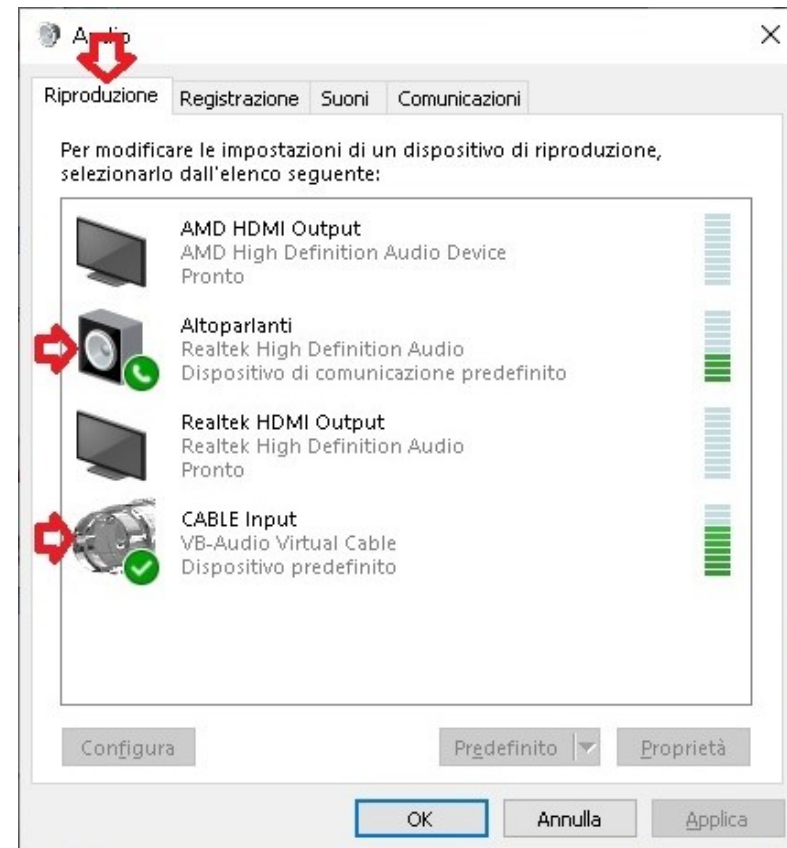 Audio
Riproduzione
Registrazione
Suoni
Comunicazioni
Per modificare le impostazioni di un dispositivo di riproduzione,
selezionarlo dall'elenco seguente:
AMD HDMI Output
AMD High Definition Audio Device
Pronto
Altoparlanti
Realtek High Definition Audio
Dispositivo di comunicazione predefinito
Realtek HDMI Output
Realtek High Definition Audio
Pronto
CABLE Input
VB-Audio Virtual Cable
Dispositivo predefinito
Configura
Predefinito
Proprietà
OK
Annulla
Applica